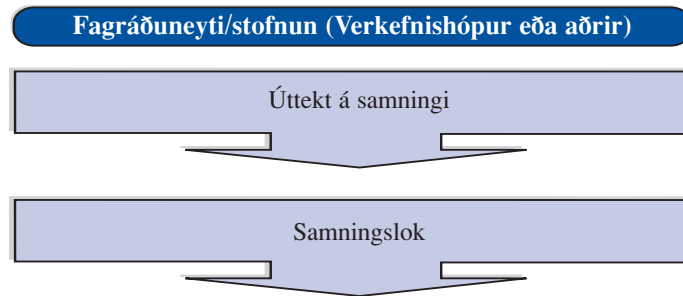 Fagráðuneyti/stofnun (Verkefnishópur eða aðrir)
Úttekt á samningi
Samningslok